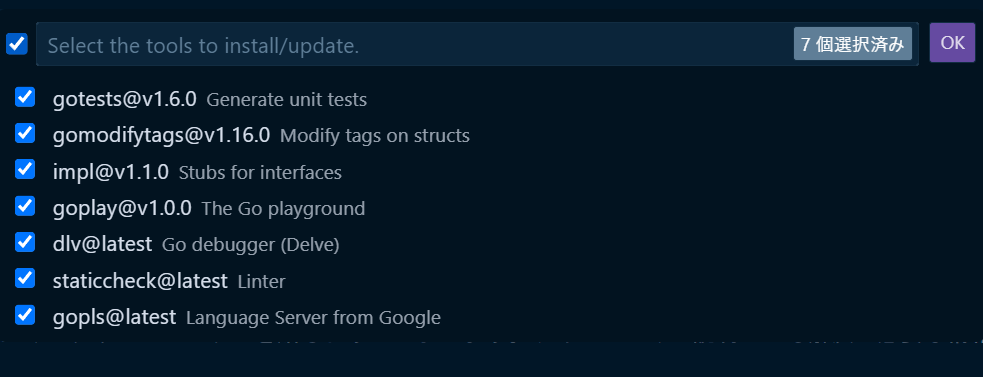 Select the tools to install/update. 7 個選択済み OK
gotests@v1.6.0 Generate unit tests
gomodifytags@v1.16.0 Modify tags on structs
impl@v1.1.0 Stubs for interfaces
goplay@v1.0.0 The Go playground
dlv@latest Go debugger (Delve)
staticcheck@latest Linter
gopls@latest Language Server from Google